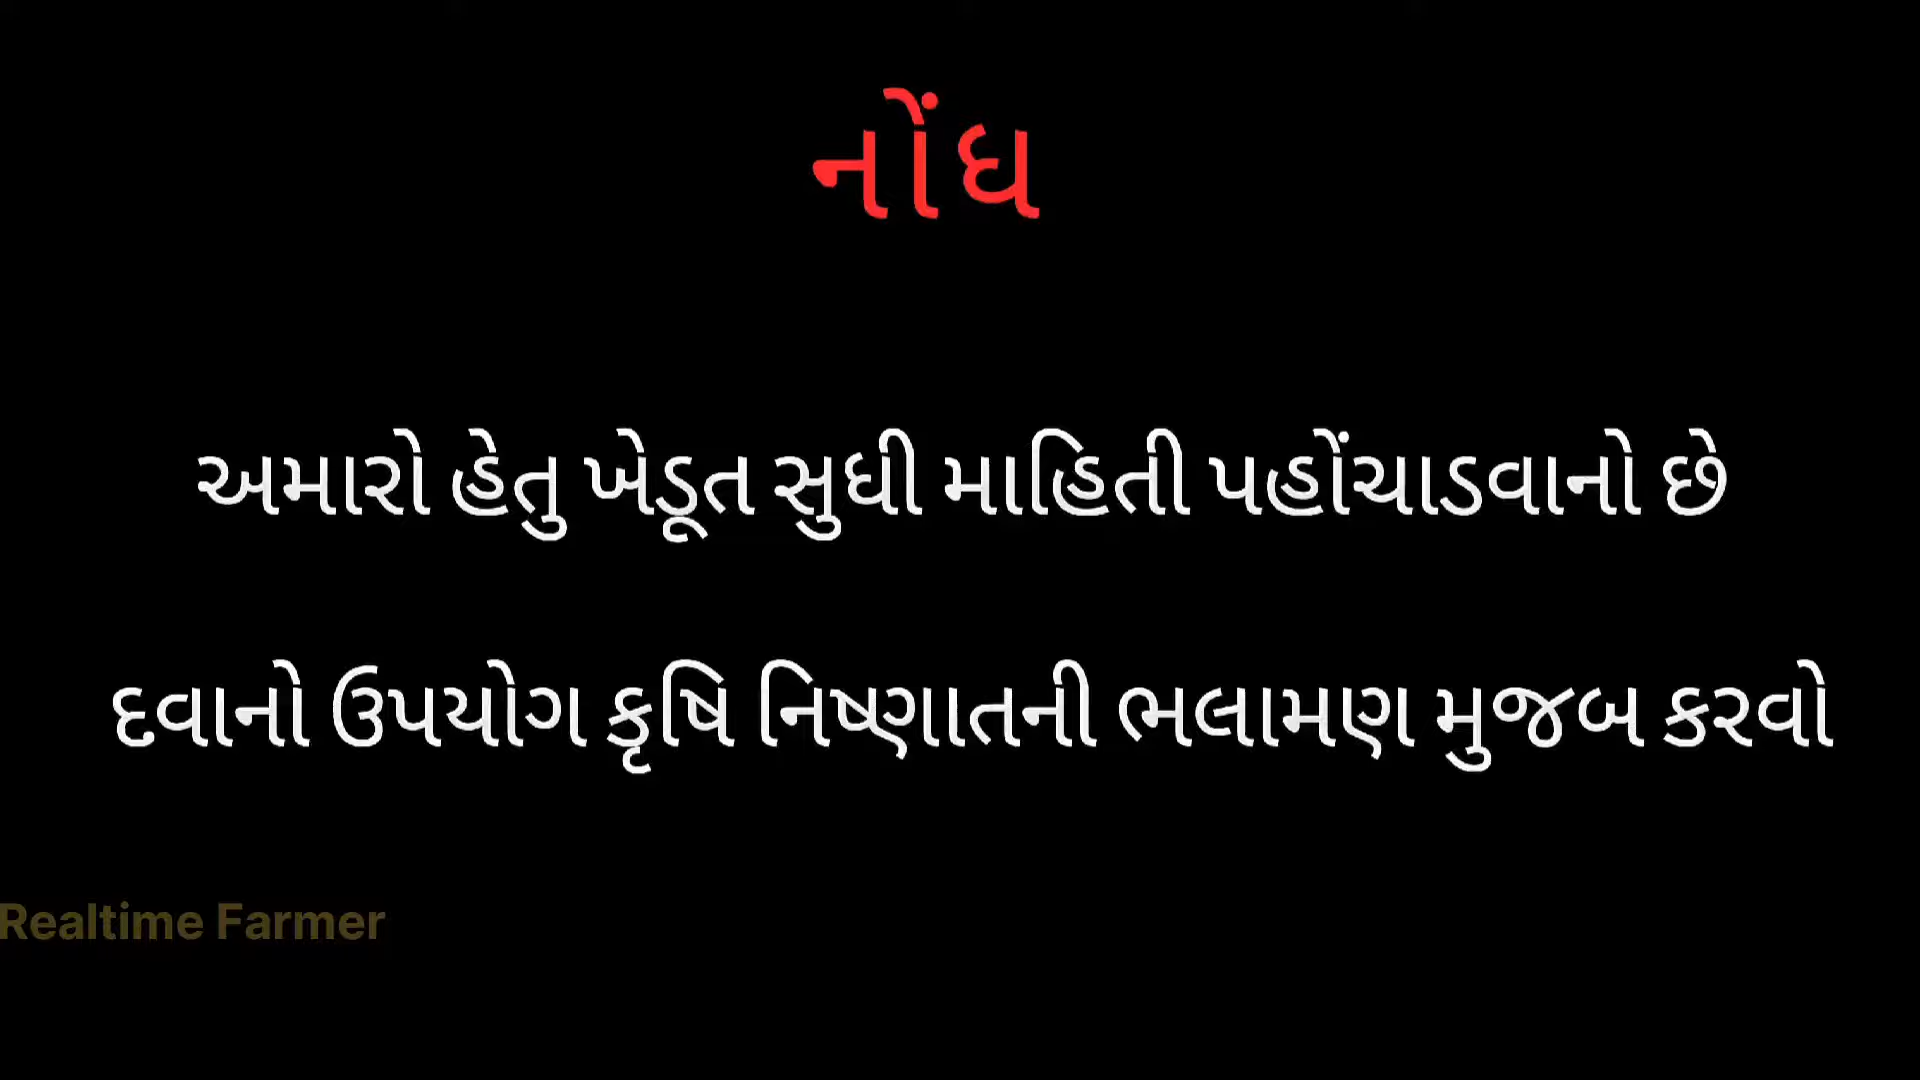 નોંધ
અમારો હેતુ ખેડૂત સુધી માહિતી પહોંચાડવાનો છે
દવાનો ઉપયોગ કૃષિ નિષ્ણાતની ભલામણ મુજબ કરવો
Realtime Farmer